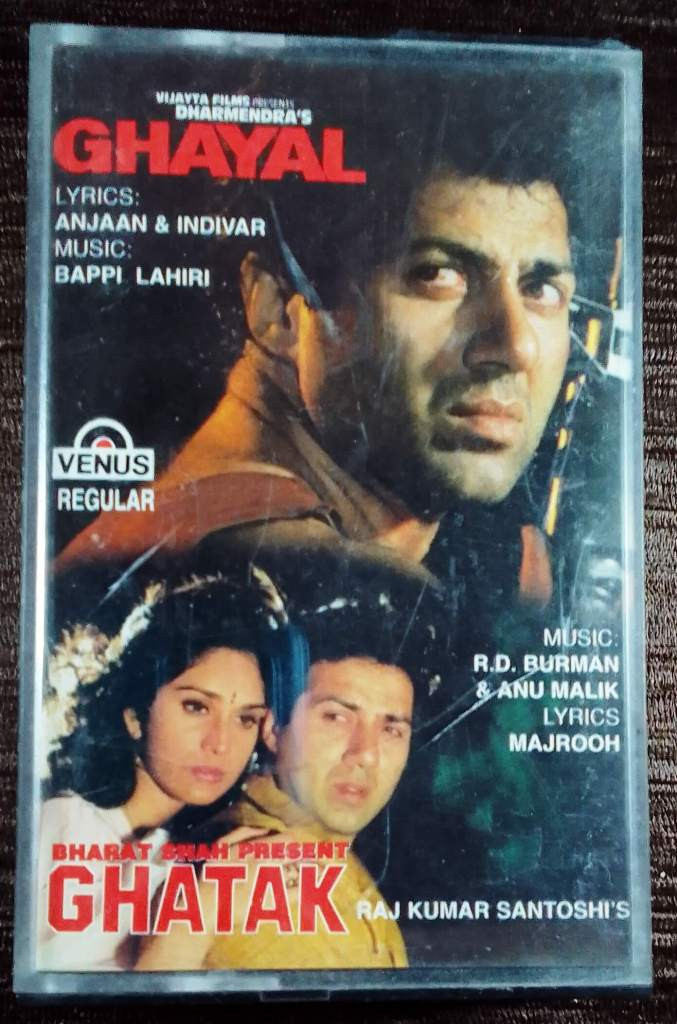 VIJAYTA FILMS PRESENTS
DHARMENDRA'S
GHAYAL
LYRICS:
ANJAAN & INDIVAR
MUSIC:
BAPPI LAHIRI
VENUS
REGULAR
MUSIC:
R.D. BURMAN
& ANU MALIK
LYRICS
MAJROOH
BHARAT SHAH PRESENT
GHATAK
RAJ KUMAR SANTOSHI'S